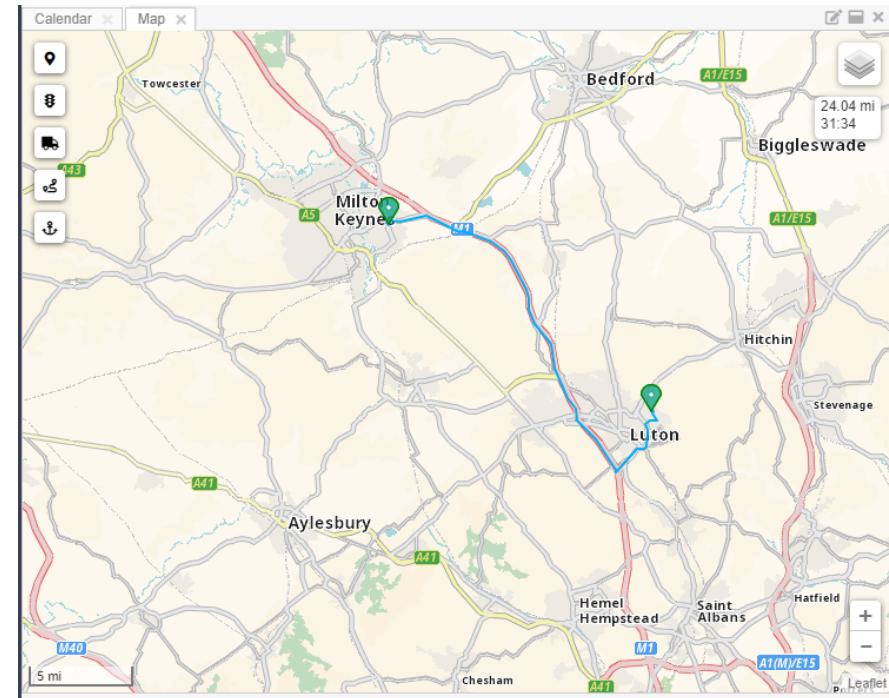 Calendar
Map
Towcester
Bedford
A1/E15
24.04 mi
31:34
Biggleswade
A43
Milton
Keynes
A5
M1
A1/E15
Hitchin
Stevenage
Luton
A41
Aylesbury
A41
Hemel
Hempstead
Saint
Albans
Hatfield
+
−
M40
M1
A1(M)/E15
5 mi
Chesham
A41
Leaflet